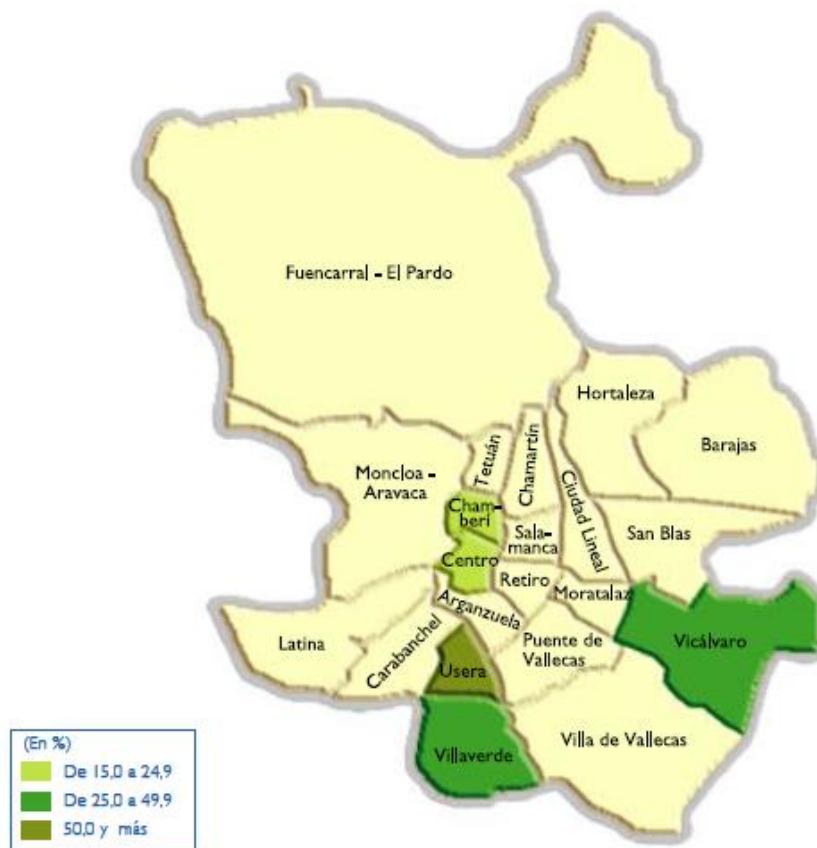 Fuencarral - El Pardo
Hortaleza
Barajas
Tetuán
Chamartín
Moncloa -
Aravaca
Ciudad Lineal
Cham-
berí
Sala-
manca
San Blas
Centro
Retiro
Moratalaz
Arganzuela
Latina
Carabanchel
Puente de
Vallecas
Vicálvaro
Usera
Villaverde
Villa de Vallecas
(En %)
De 15,0 a 24,9
De 25,0 a 49,9
50,0 y más